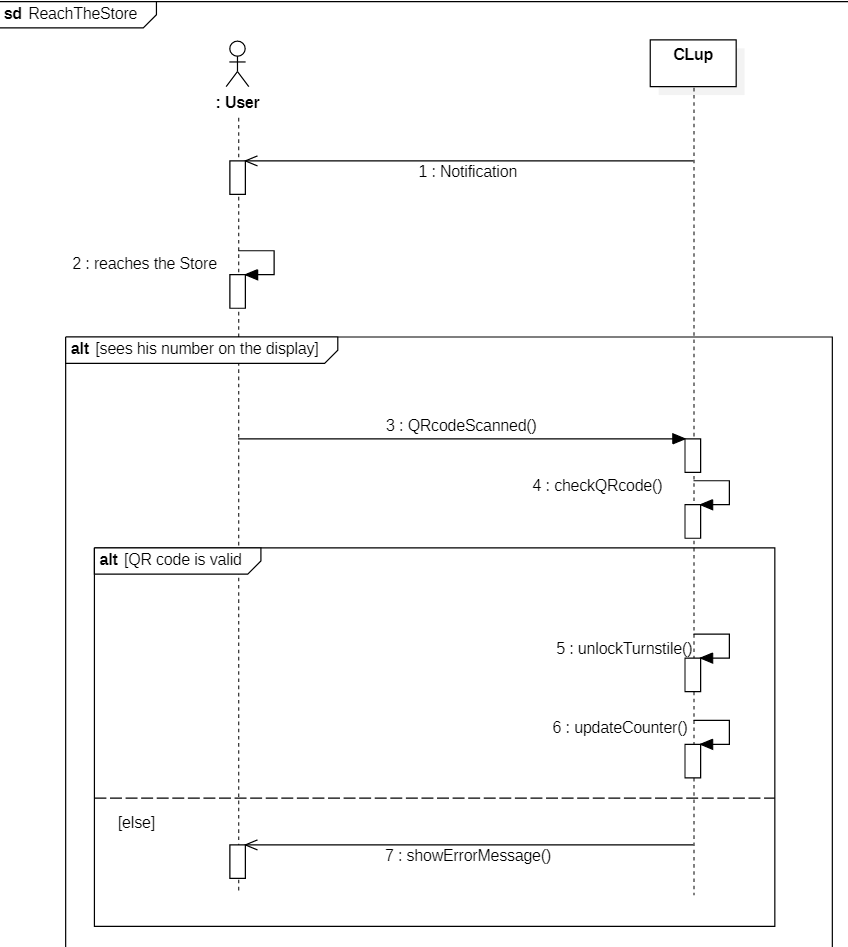 sd ReachTheStore
CLup
: User
1 : Notification
2 : reaches the Store
alt [sees his number on the display]
3 : QRcodeScanned()
4 : checkQRcode()
alt [QR code is valid
5 : unlockTurnstile()
6 : updateCounter()
[else]
7 : showErrorMessage()